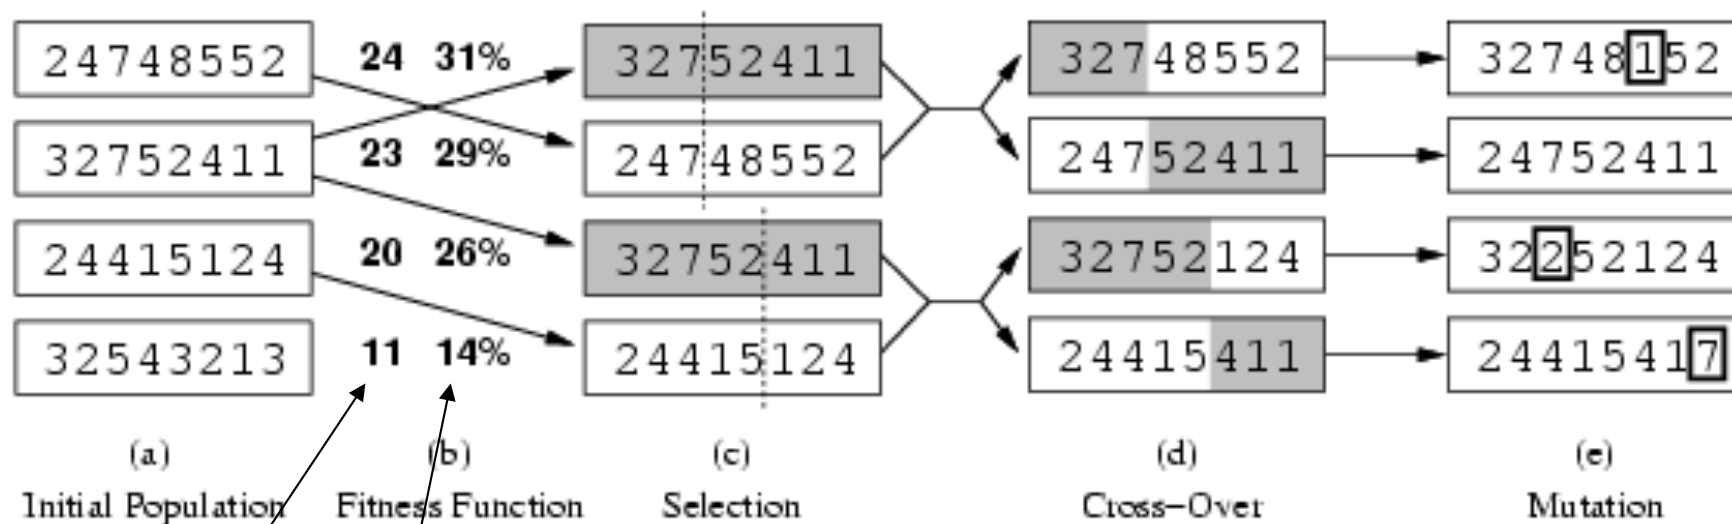 24748552 24 31% 32752411 32748552 32748152
32752411 23 29% 24748552 24752411 24752411
24415124 20 26% 32752411 32752124 32252124
32543213 11 14% 24415124 24415411 24415417
(a) (b) (c) (d) (e)
Initial Population Fitness Function Selection Cross-Over Mutation